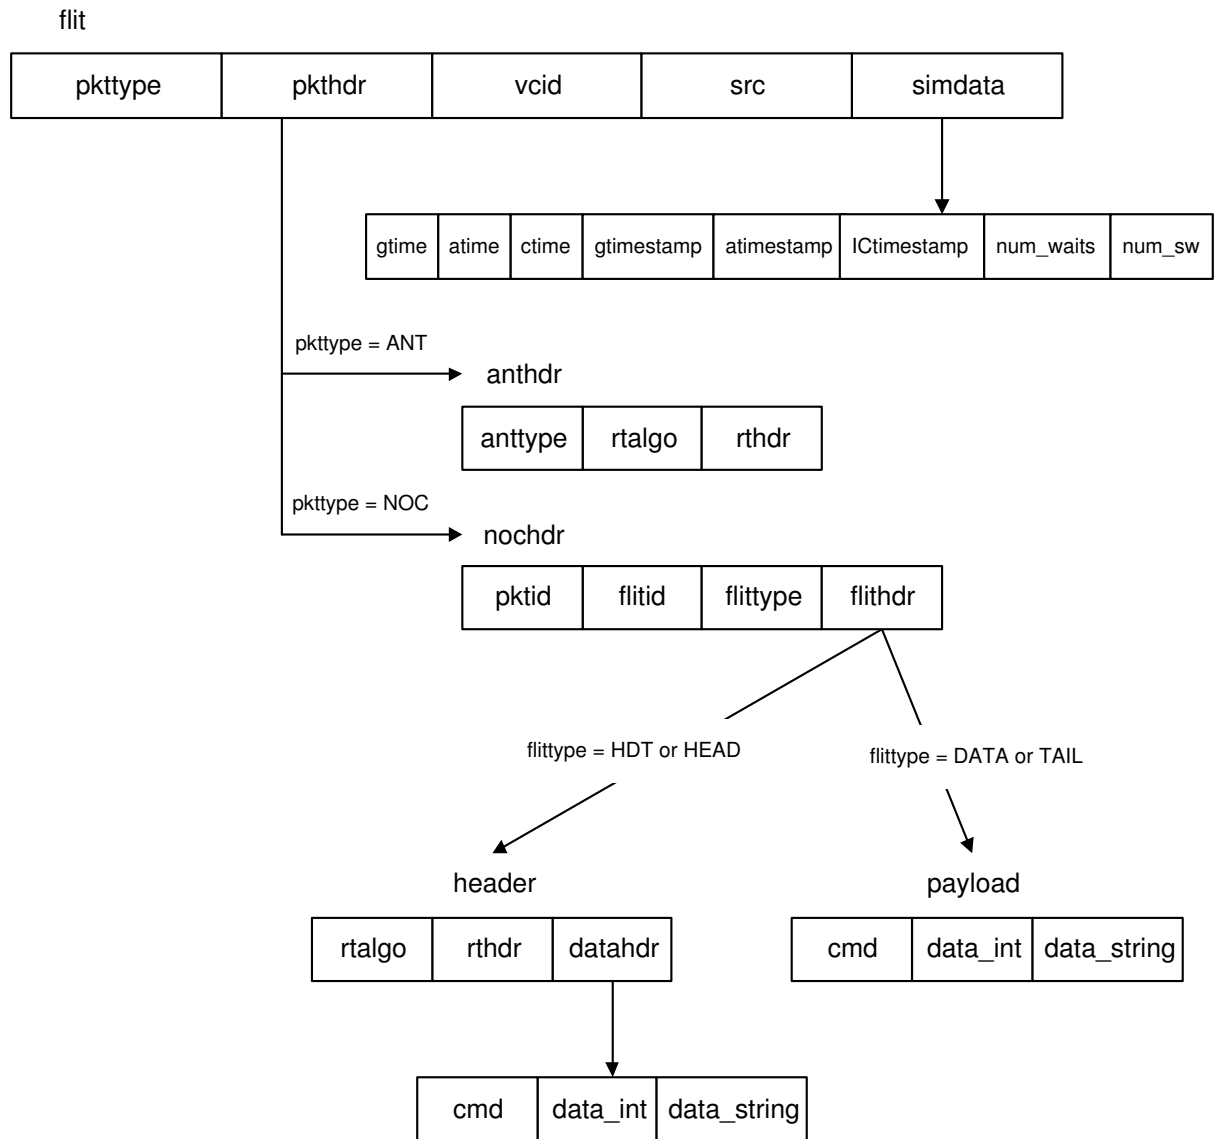 flit
pkttype pkthdr vcid src simdata
gtime atime ctime gtimestamp atimestamp ICtimestamp num_waits num_sw
pkttype = ANT
anthdr
anttype rtalgo rthdr
pkttype = NOC
nochdr
pktid flitid flittype flithdr
flittype = HDT or HEAD
flittype = DATA or TAIL
header
payload
rtalgo rthdr datahdr
cmd data_int data_string
cmd data_int data_string